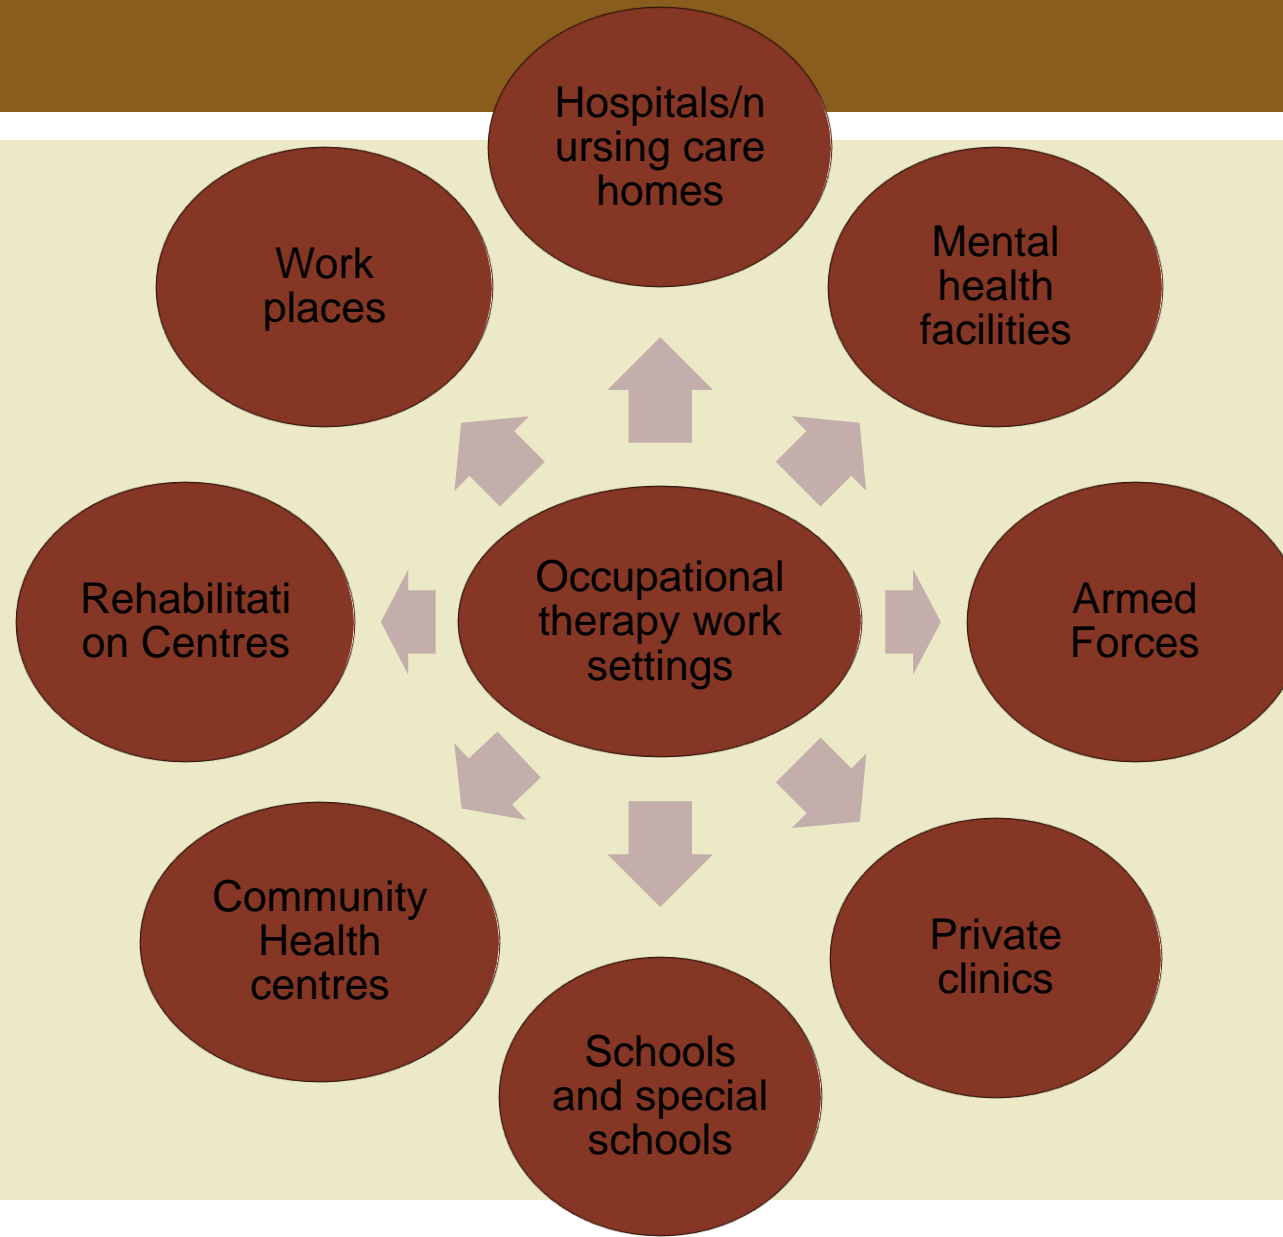 Hospitals/n
ursing care
homes
Work
places
Mental
health
facilities
Rehabilitati
on Centres
Occupational
therapy work
settings
Armed
Forces
Community
Health
centres
Private
clinics
Schools
and special
schools